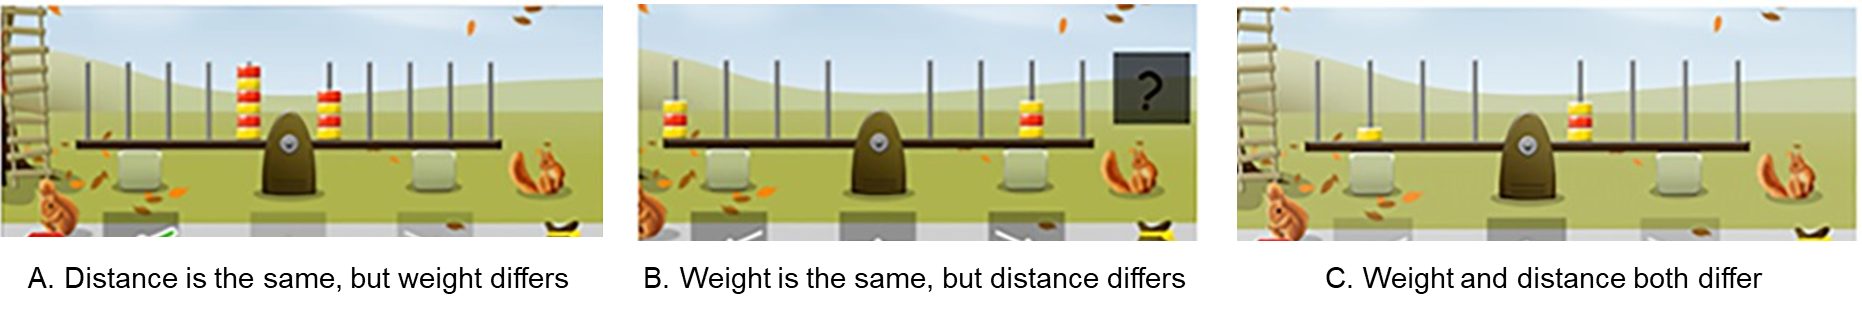 ?
A. Distance is the same, but weight differs
B. Weight is the same, but distance differs
C. Weight and distance both differ